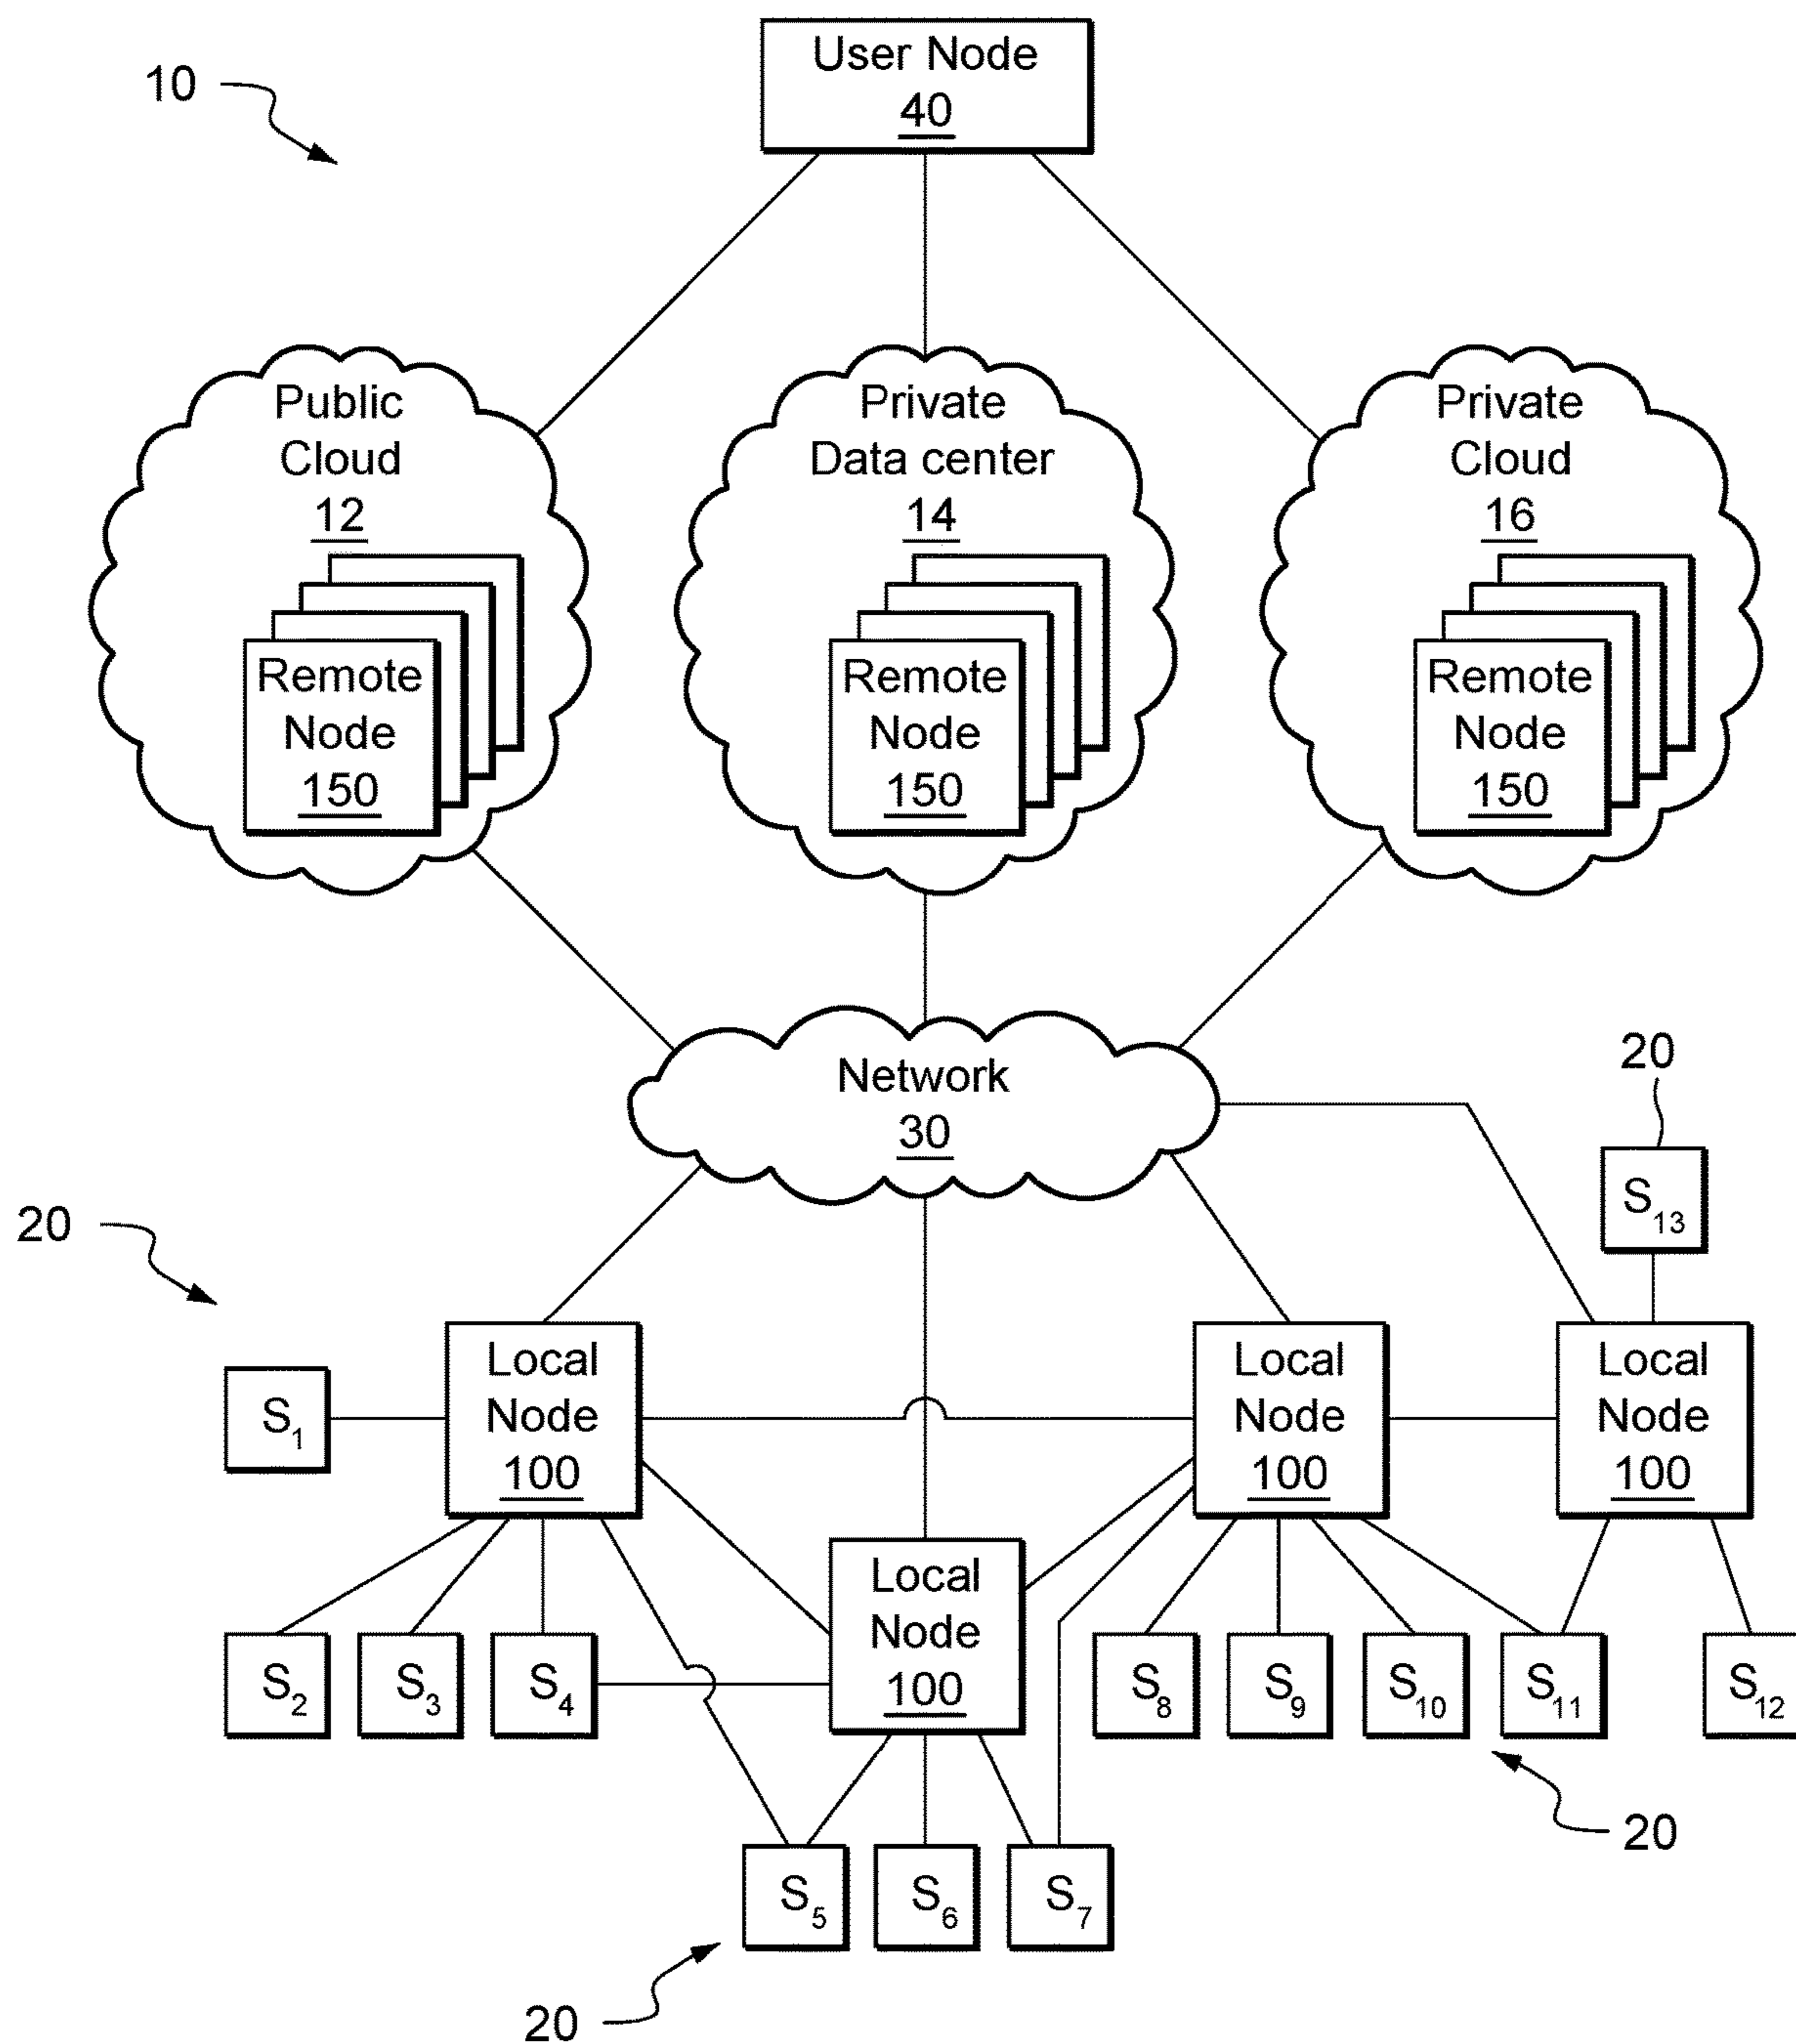 User Node
40
10
Public
Cloud
12
Remote
Node
150
Private
Data center
14
Remote
Node
150
Private
Cloud
16
Remote
Node
150
Network
30
20
S13
20
Local
Node
100
Local
Node
100
Local
Node
100
S1
Local
Node
100
S2
S3
S4
S8
S9
S10
S11
S12
20
S5
S6
S7
20